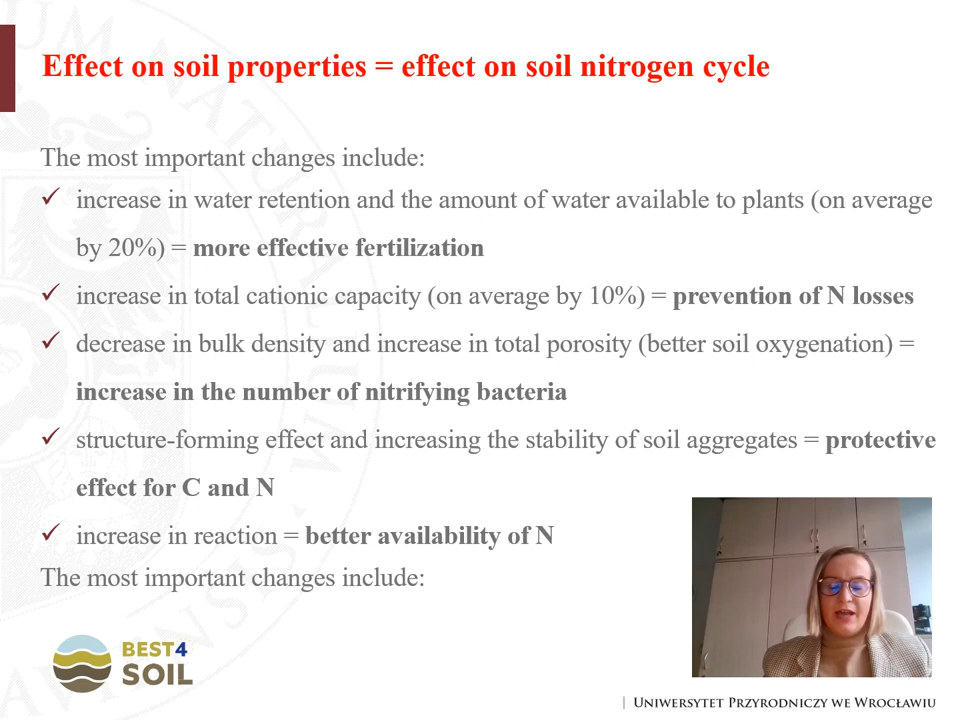 Effect on soil properties = effect on soil nitrogen cycle
The most important changes include:
✓ increase in water retention and the amount of water available to plants (on average
by 20%) = more effective fertilization
✓ increase in total cationic capacity (on average by 10%) = prevention of N losses
✓ decrease in bulk density and increase in total porosity (better soil oxygenation) =
increase in the number of nitrifying bacteria
✓ structure-forming effect and increasing the stability of soil aggregates = protective
effect for C and N
✓ increase in reaction = better availability of N
The most important changes include:
BEST4
SOIL
| UNIWERSYTET PRZYRODNICZY WE WROCŁAWIU